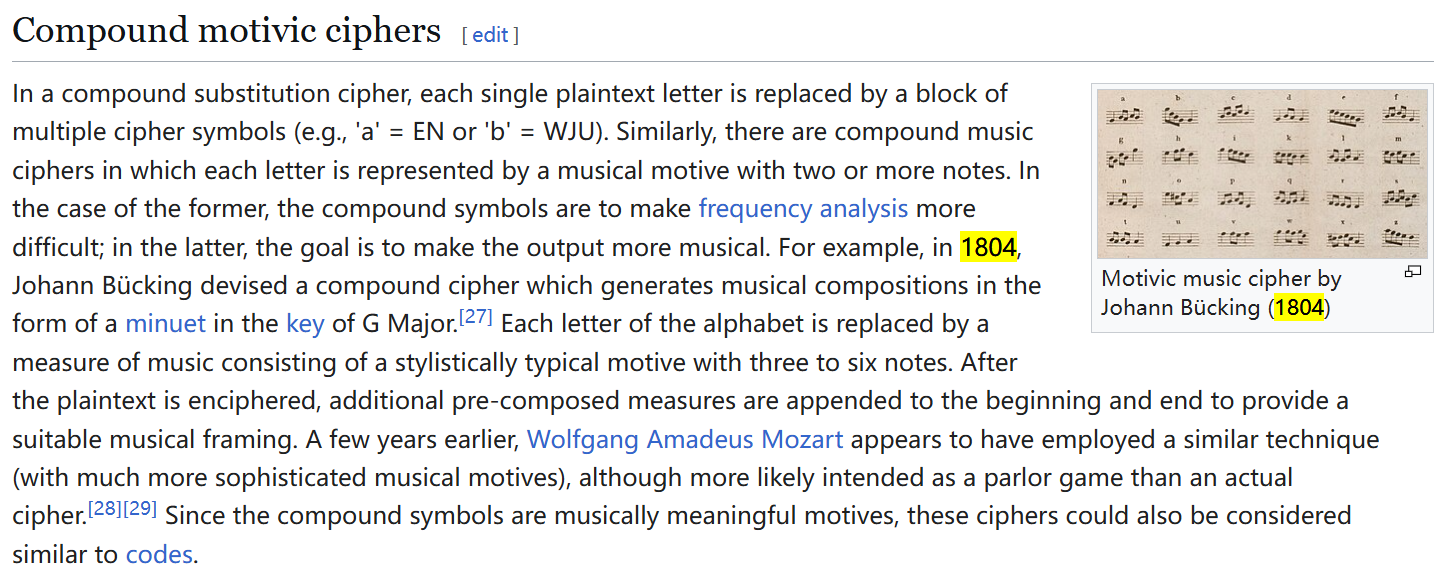 Compound motivic ciphers [ edit ]
In a compound substitution cipher, each single plaintext letter is replaced by a block of
multiple cipher symbols (e.g., 'a' = EN or 'b' = WJU). Similarly, there are compound music
ciphers in which each letter is represented by a musical motive with two or more notes. In
the case of the former, the compound symbols are to make frequency analysis more
difficult; in the latter, the goal is to make the output more musical. For example, in 1804,
Johann Bücking devised a compound cipher which generates musical compositions in the
form of a minuet in the key of G Major.[27] Each letter of the alphabet is replaced by a
measure of music consisting of a stylistically typical motive with three to six notes. After
the plaintext is enciphered, additional pre-composed measures are appended to the beginning and end to provide a
suitable musical framing. A few years earlier, Wolfgang Amadeus Mozart appears to have employed a similar technique
(with much more sophisticated musical motives), although more likely intended as a parlor game than an actual
cipher.[28][29] Since the compound symbols are musically meaningful motives, these ciphers could also be considered
similar to codes.
a b c d e f
g h i k l m
n o p q r s
t u v w x z
Motivic music cipher by
Johann Bücking (1804)